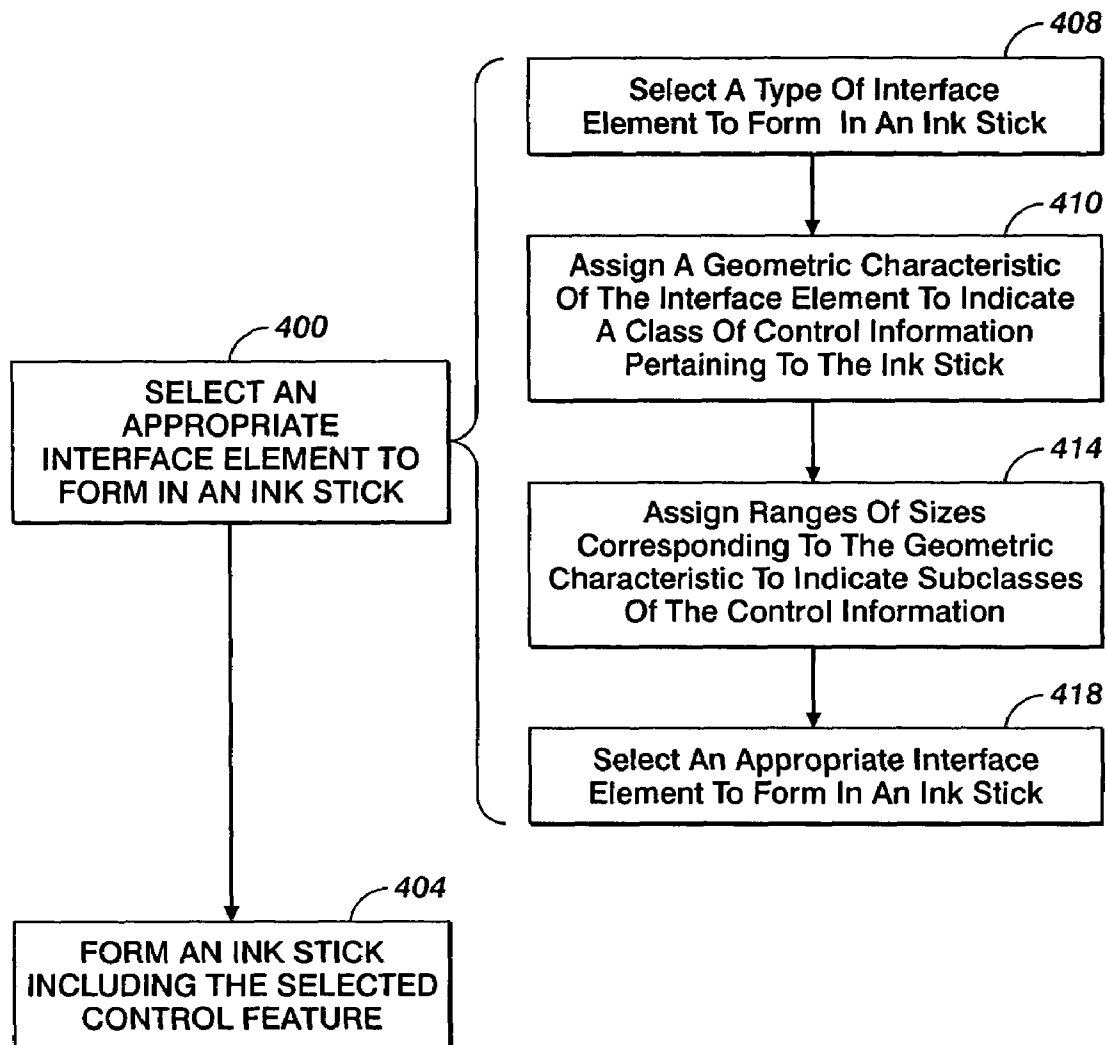 408
Select A Type Of Interface
Element To Form In An Ink Stick
410
Assign A Geometric Characteristic
Of The Interface Element To Indicate
A Class Of Control Information
Pertaining To The Ink Stick
400
SELECT AN
APPROPRIATE
INTERFACE ELEMENT TO
FORM IN AN INK STICK
414
Assign Ranges Of Sizes
Corresponding To The Geometric
Characteristic To Indicate Subclasses
Of The Control Information
418
Select An Appropriate Interface
Element To Form In An Ink Stick
404
FORM AN INK STICK
INCLUDING THE SELECTED
CONTROL FEATURE